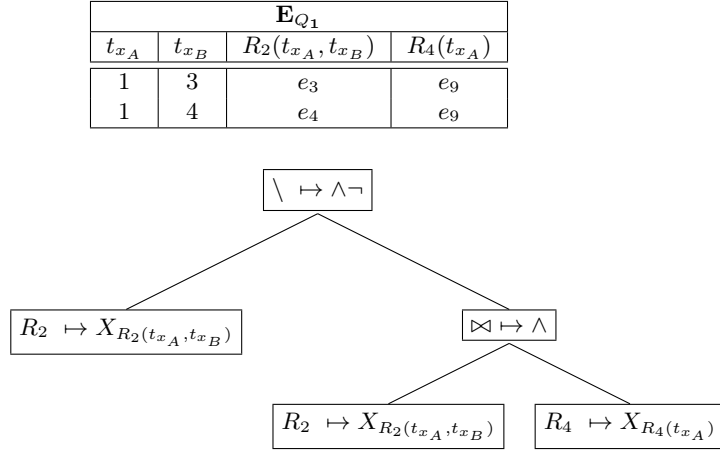 E_{Q_1}
t_{x_A} t_{x_B} R_2(t_{x_A}, t_{x_B}) R_4(t_{x_A})
1 3 e_3 e_9
1 4 e_4 e_9
\ ↦ ∧¬
R_2 ↦ X_{R_2(t_{x_A}, t_{x_B})}
⋈ ↦ ∧
R_2 ↦ X_{R_2(t_{x_A}, t_{x_B})}
R_4 ↦ X_{R_4(t_{x_A})}